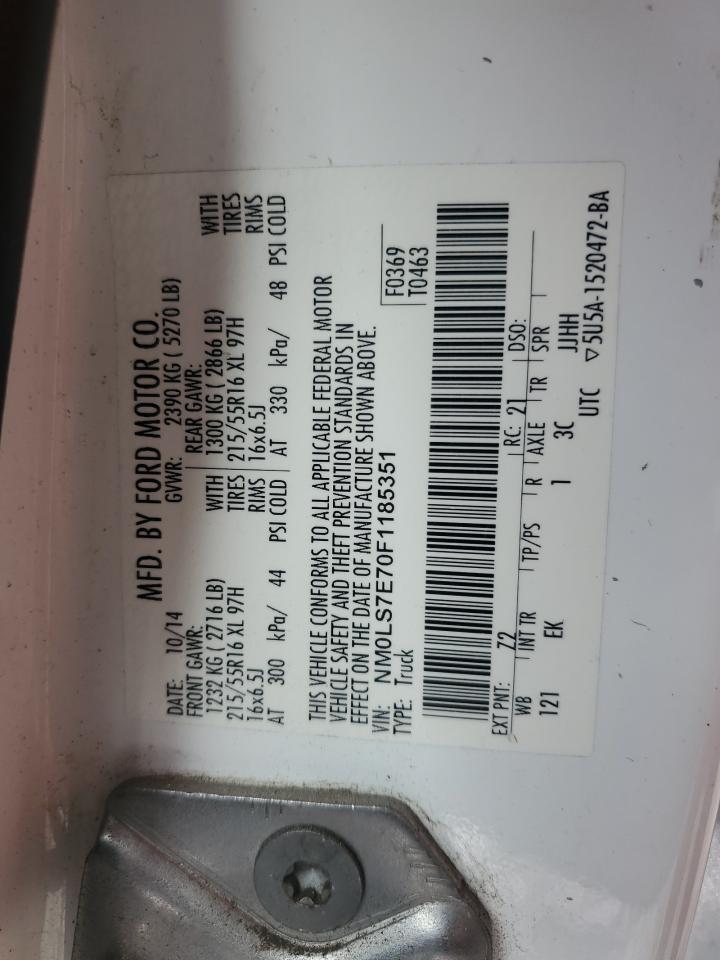 MFD. BY FORD MOTOR CO.
DATE: 10/14 GVWR: 2390 KG ( 5270 LB)
FRONT GAWR: REAR GAWR:
1232 KG ( 2716 LB) WITH 1300 KG ( 2866 LB) WITH
215/55R16 XL 97H TIRES 215/55R16 XL 97H TIRES
16x6.5J RIMS 16x6.5J RIMS
AT 300 kPa/ 44 PSI COLD AT 330 kPa/ 48 PSI COLD
THIS VEHICLE CONFORMS TO ALL APPLICABLE FEDERAL MOTOR
VEHICLE SAFETY AND THEFT PREVENTION STANDARDS IN
EFFECT ON THE DATE OF MANUFACTURE SHOWN ABOVE.
VIN: NM0LS7E70F1185351 F0369
TYPE: Truck T0463
EXT PNT: Z2 RC: 21 DSO:
WB INT TR TP/PS R AXLE TR SPR
121 EK 1 3C JJHH
UTC ▽5U5A-1520472-BA